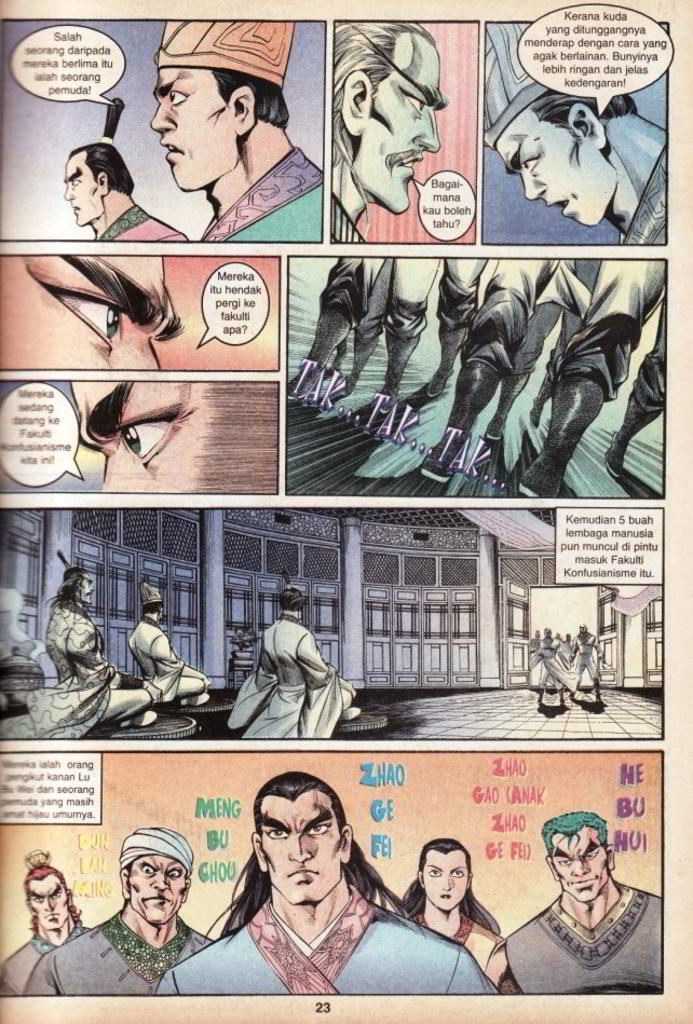 Salah
seorang daripada
mereka berlima itu
ialah seorang
pemuda!
Bagai-
mana
kau boleh
tahu?
Kerana kuda
yang ditunggangnya
menderap dengan cara yang
agak berlainan. Bunyinya
lebih ringan dan jelas
kedengaran!
Mereka
itu hendak
pergi ke
fakulti
apa?
TAK... TAK... TAK...
Mereka
sedang
datang ke
Fakulti
Konfusianisme
kita ini!
Kemudian 5 buah
lembaga manusia
pun muncul di pintu
masuk Fakulti
Konfusianisme itu.
Mereka ialah orang
pengikut kanan Lu
Bu Wei dan seorang
pemuda yang masih
amat hijau umurnya.
LAN
MING
MENG
BU
CHOU
ZHAO
GE
FEI
ZHAO
GAO (ANAK
ZHAO
GE FEI)
HE
BU
HUI
23